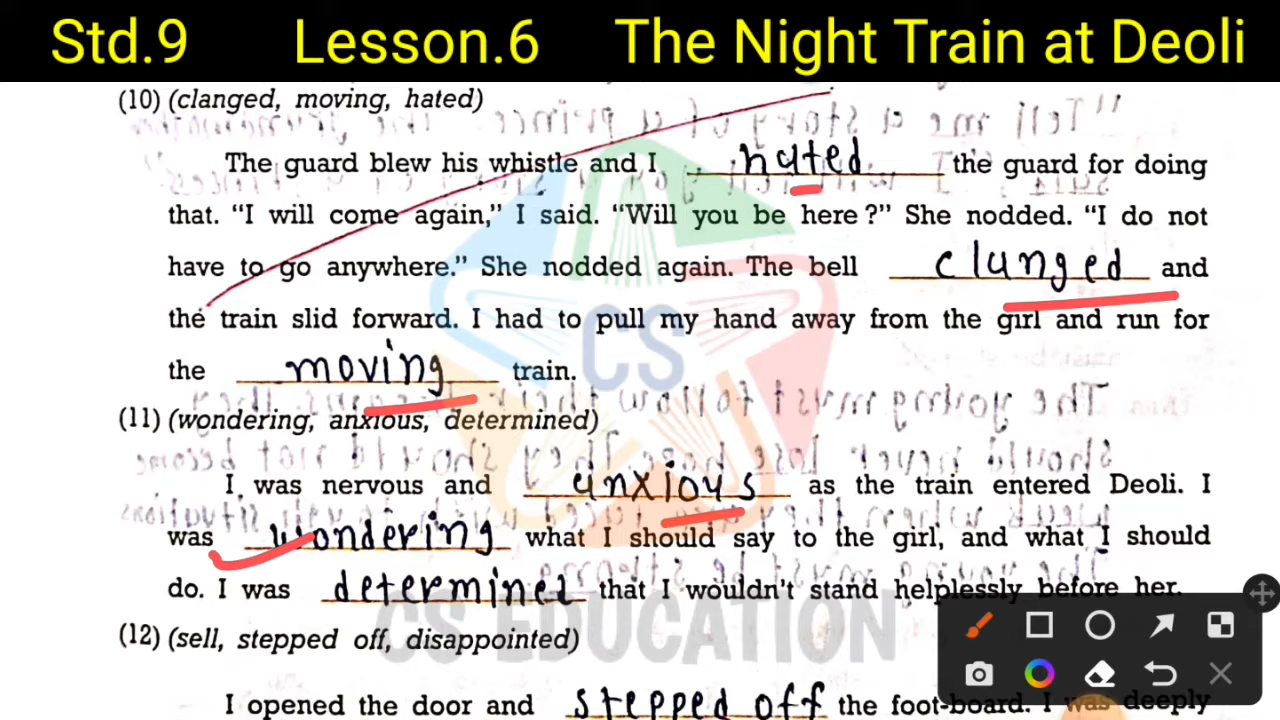 Std.9 Lesson.6 The Night Train at Deoli
(10) (clanged, moving, hated)
The guard blew his whistle and I hated the guard for doing
that. “I will come again,” I said. “Will you be here?” She nodded. “I do not
have to go anywhere.” She nodded again. The bell clanged and
the train slid forward. I had to pull my hand away from the girl and run for
the moving train.
(11) (wondering, anxious, determined)
I was nervous and anxious as the train entered Deoli. I
was wondering what I should say to the girl, and what I should
do. I was determined that I wouldn't stand helplessly before her.
CS EDUCATION
(12) (sell, stepped off, disappointed)
I opened the door and stepped off the foot-board. I was deeply
CS